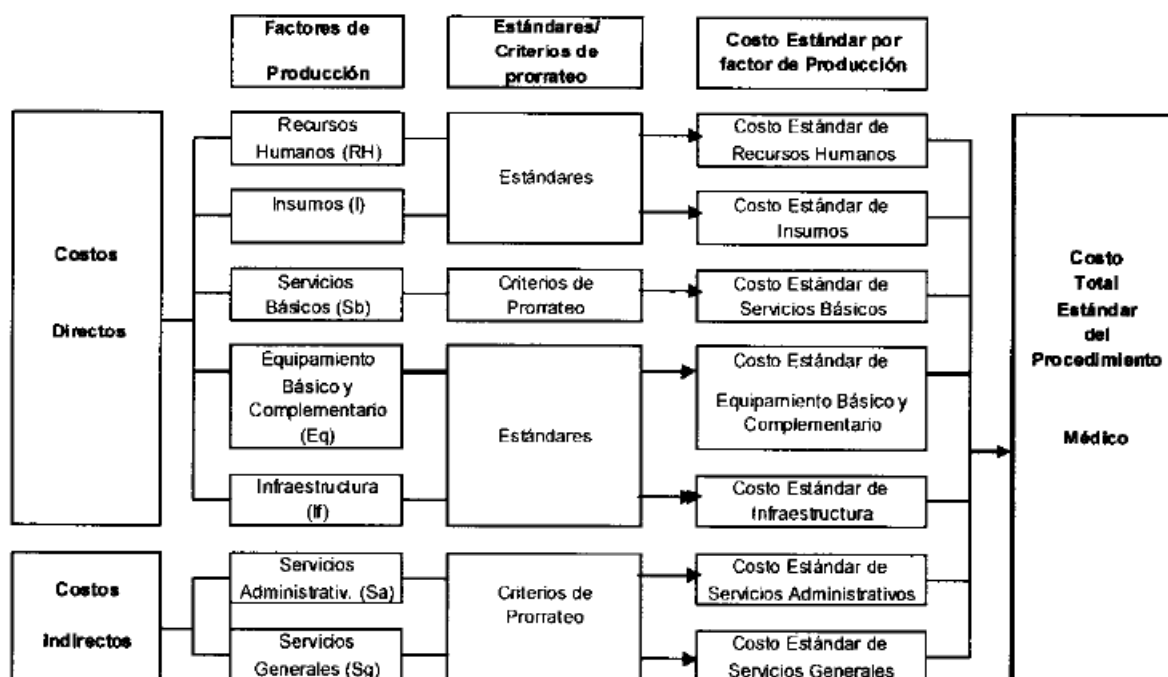 Factores de
Producción
Estándares/
Criterios de
prorrateo
Costo Estándar por
factor de Producción
Costos
Directos
Recursos
Humanos (RH)
Insumos (I)
Servicios
Básicos (Sb)
Equipamiento
Básico y
Complementario
(Eq)
Infraestructura
(If)
Estándares
Criterios de
Prorrateo
Estándares
Costo Estándar de
Recursos Humanos
Costo Estándar de
Insumos
Costo Estándar de
Servicios Básicos
Costo Estándar de
Equipamiento Básico y
Complementario
Costo Estándar de
Infraestructura
Costo
Total
Estándar
del
Procedimiento
Médico
Costos
Indirectos
Servicios
Administrativ. (Sa)
Servicios
Generales (Sg)
Criterios de
Prorrateo
Costo Estándar de
Servicios Administrativos
Costo Estándar de
Servicios Generales